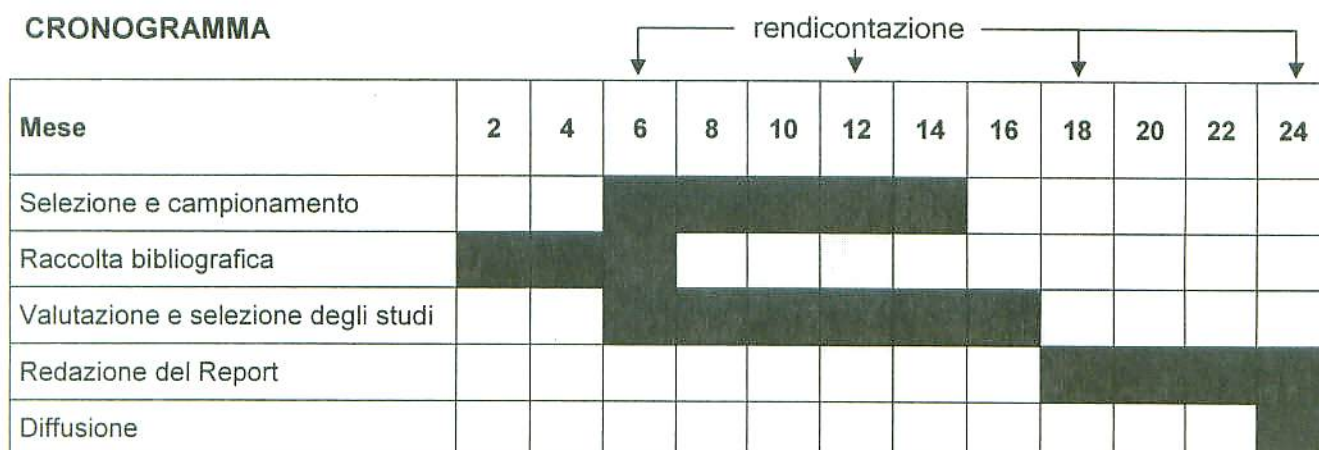 CRONOGRAMMA
rendicontazione
Mese 2 4 6 8 10 12 14 16 18 20 22 24
Selezione e campionamento
Raccolta bibliografica
Valutazione e selezione degli studi
Redazione del Report
Diffusione